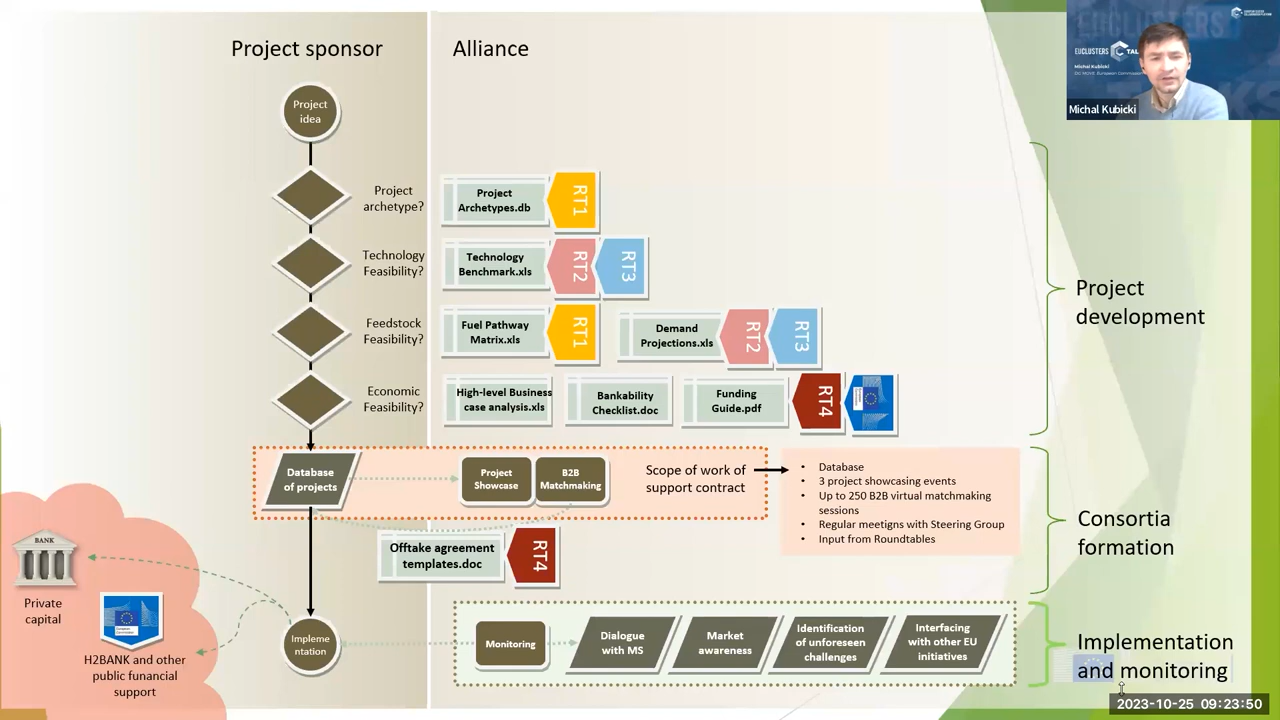 Project sponsor
Alliance
Project
idea
Project
archetype?
Project
Archetypes.db
RT1
Technology
Feasibility?
Technology
Benchmark.xls
RT2
RT3
Feedstock
Feasibility?
Fuel Pathway
Matrix.xls
RT1
Demand
Projections.xls
RT2
RT3
Economic
Feasibility?
High-level Business
case analysis.xls
Bankability
Checklist.doc
Funding
Guide.pdf
RT4
Project
development
Database
of projects
Project
Showcase
B2B
Matchmaking
Scope of work of
support contract
• Database
• 3 project showcasing events
• Up to 250 B2B virtual matchmaking
sessions
• Regular meetigns with Steering Group
• Input from Roundtables
Consortia
formation
Offtake agreement
templates.doc
RT4
BANK
Private
capital
H2BANK and other
public funancial
support
Impleme
ntation
Monitoring
Dialogue
with MS
Market
awareness
Identification
of unforeseen
challenges
Interfacing
with other EU
initiatives
Implementation
and monitoring
EUCLUSTERS
TAL
Michal Kubicki
Michal Kubicki
2023-10-25 09:23:50